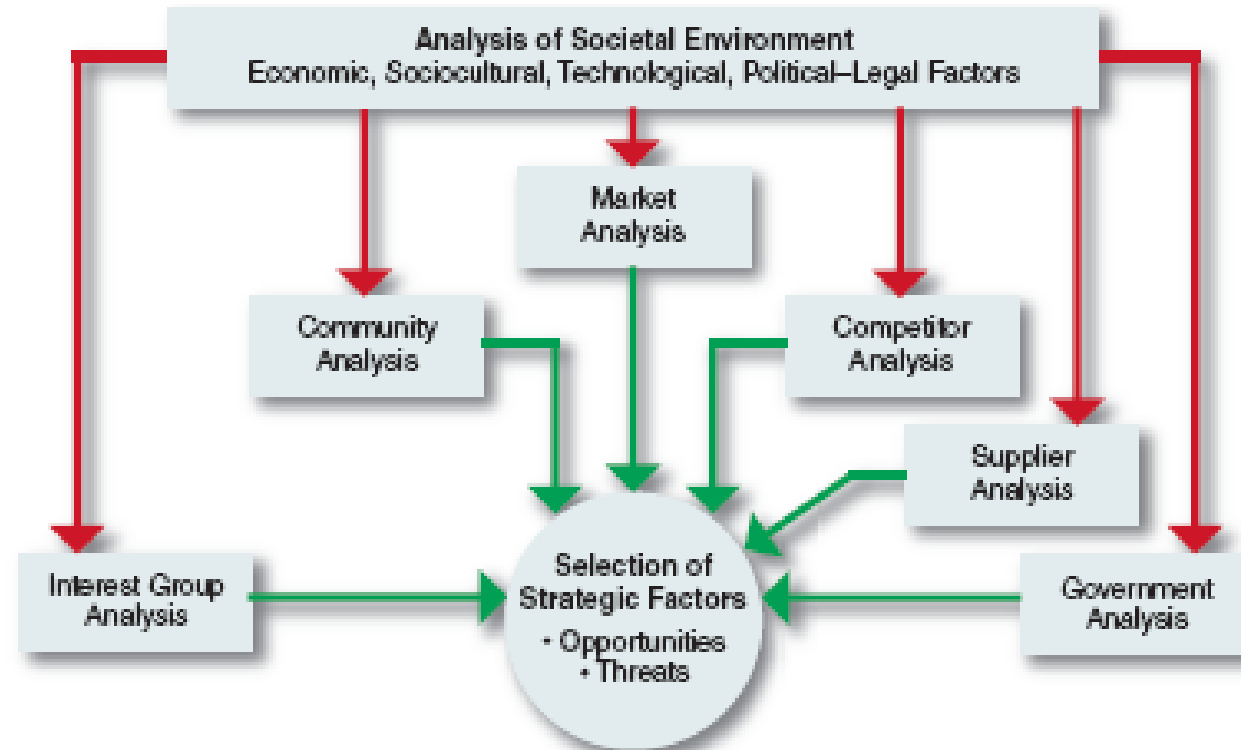 Analysis of Societal Environment
Economic, Sociocultural, Technological, Political–Legal Factors
Market
Analysis
Community
Analysis
Competitor
Analysis
Supplier
Analysis
Interest Group
Analysis
Selection of
Strategic Factors
• Opportunities
• Threats
Government
Analysis